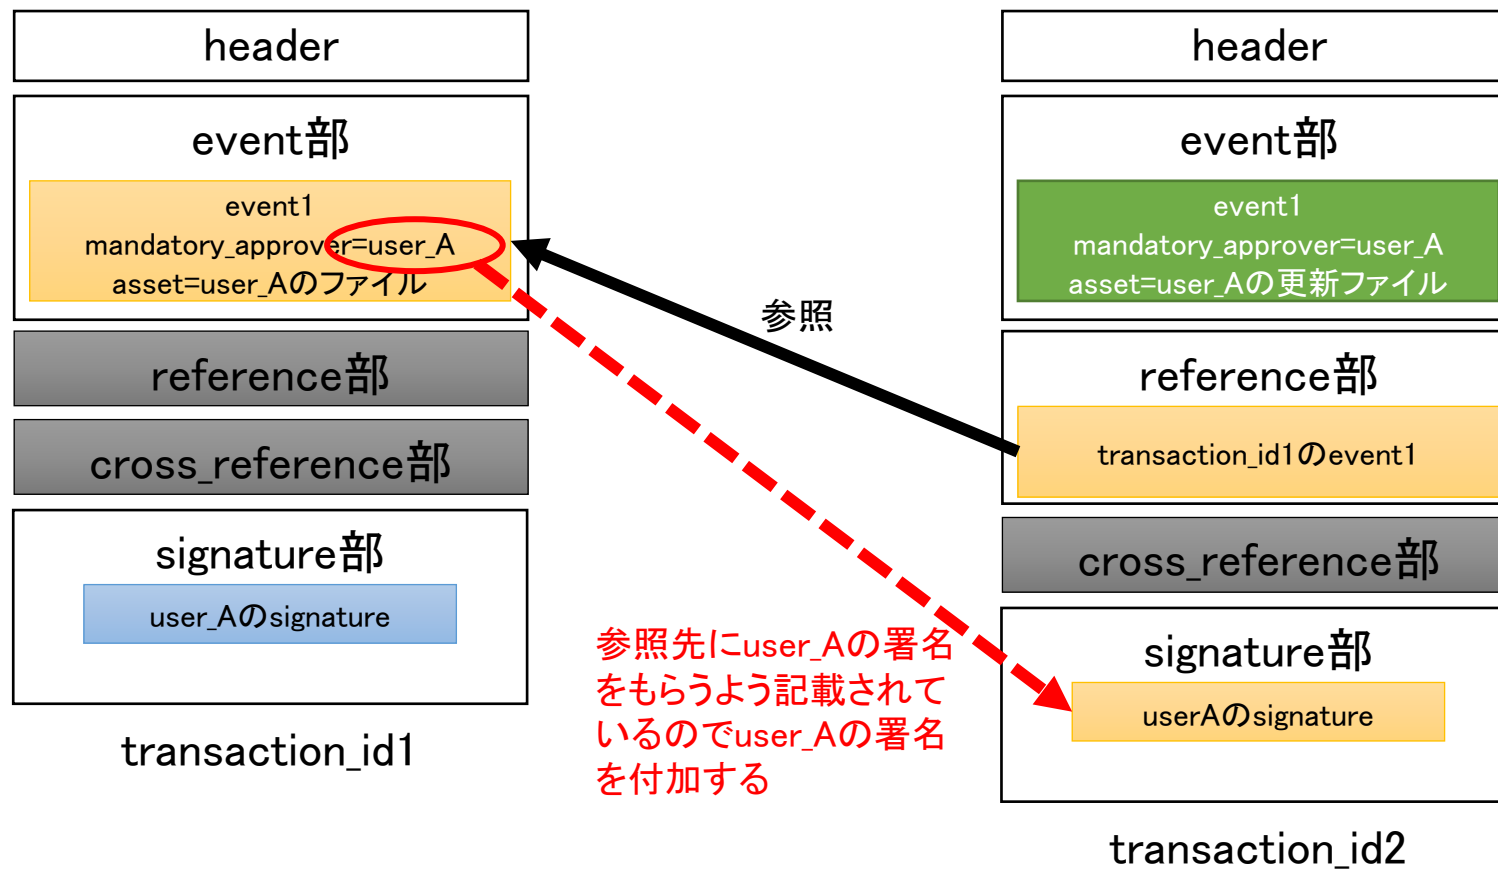 header
event部
event1
mandatory_approver=user_A
asset=user_Aのファイル
reference部
cross_reference部
signature部
user_Aのsignature
transaction_id1
参照
参照先にuser_Aの署名
をもらうよう記載されて
いるのでuser_Aの署名
を付加する
header
event部
event1
mandatory_approver=user_A
asset=user_Aの更新ファイル
reference部
transaction_id1のevent1
cross_reference部
signature部
userAのsignature
transaction_id2